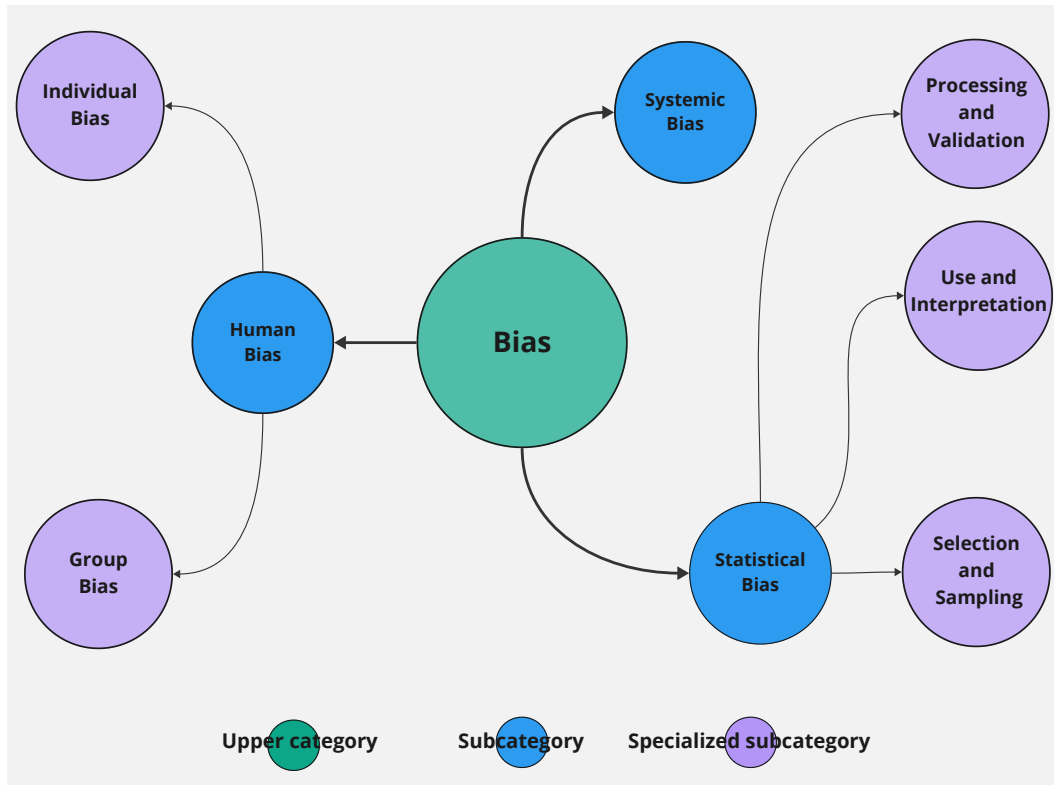 Individual
Bias
Systemic
Bias
Processing
and
Validation
Use and
Interpretation
Human
Bias
Bias
Group
Bias
Statistical
Bias
Selection
and
Sampling
Upper category
Subcategory
Specialized subcategory